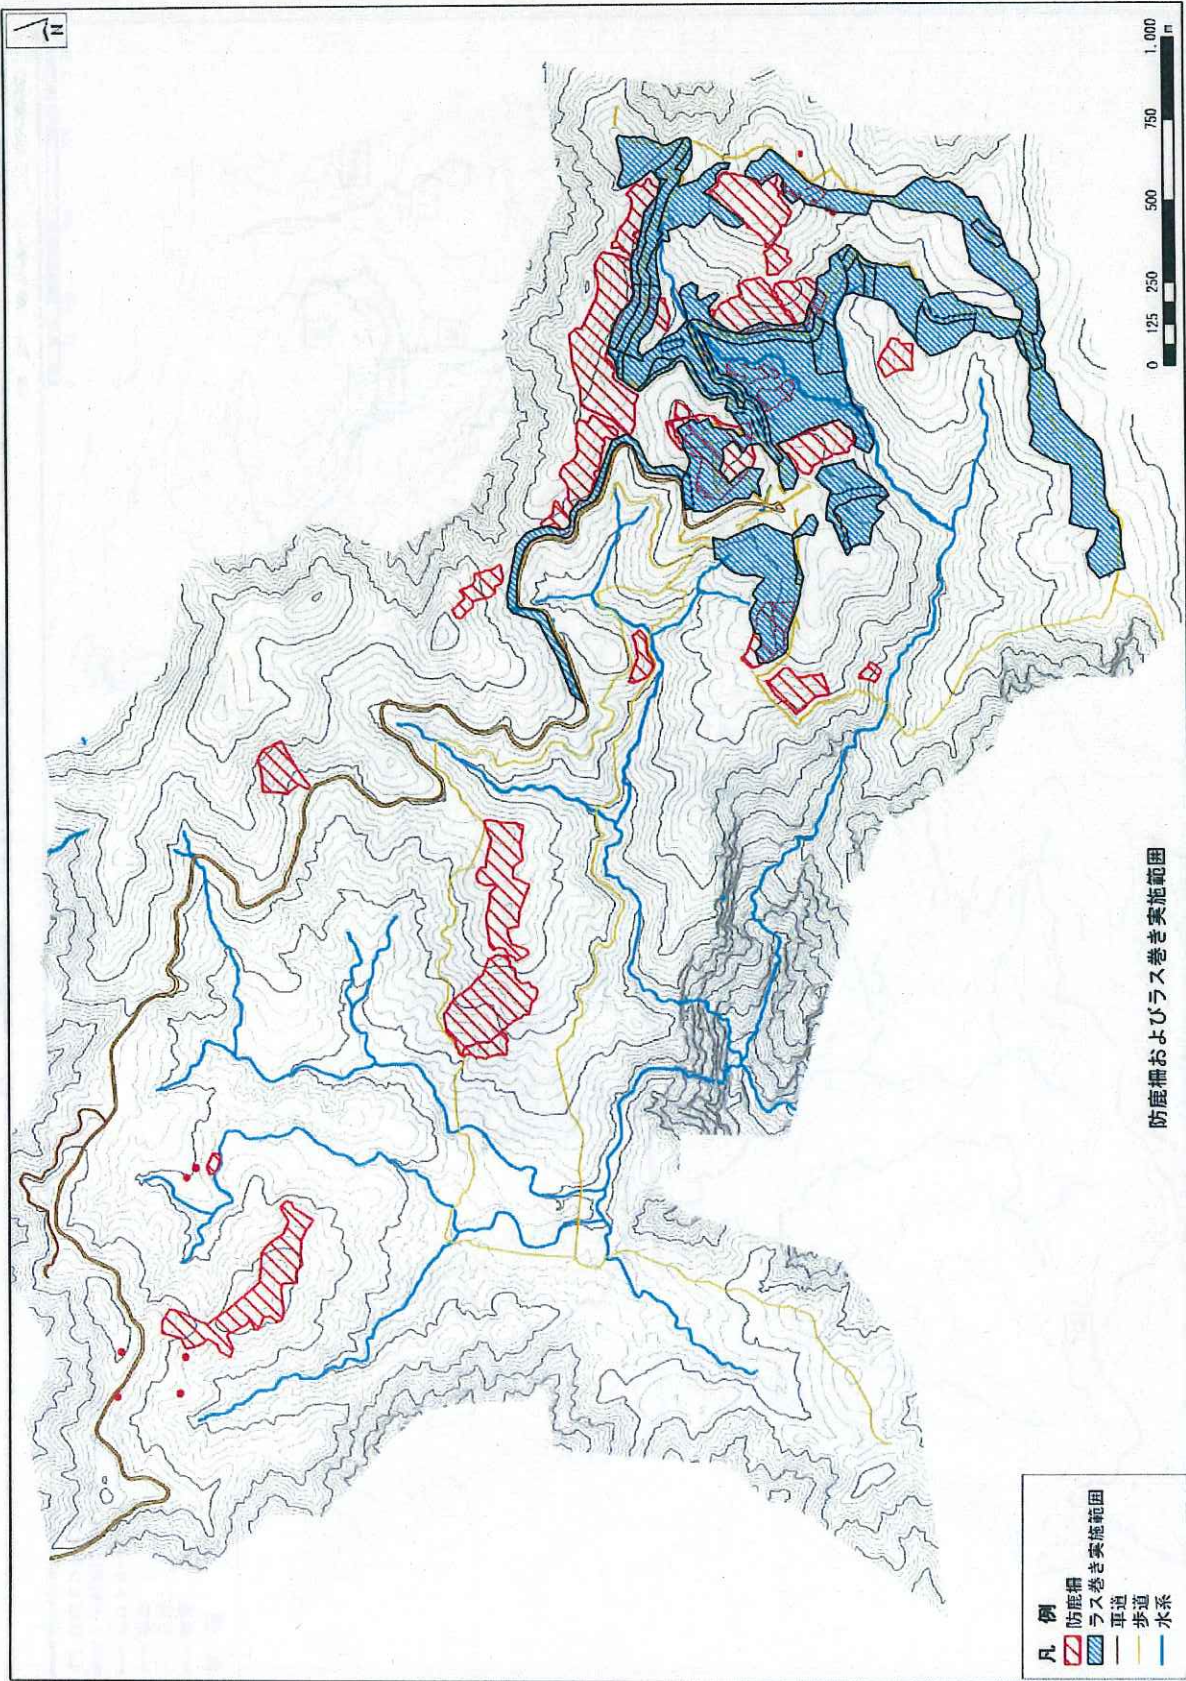 N
0 125 250 500 750 1,000
m
防鹿柵およびラス巻き実施範囲
凡 例
防鹿柵
ラス巻き実施範囲
車道
歩道
水系